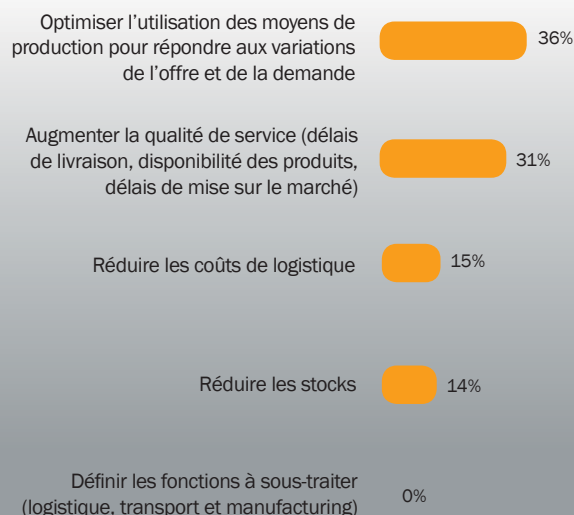 Optimiser l’utilisation des moyens de
production pour répondre aux variations
de l’offre et de la demande
36%
Augmenter la qualité de service (délais
de livraison, disponibilité des produits,
délais de mise sur le marché)
31%
Réduire les coûts de logistique
15%
Réduire les stocks
14%
Définir les fonctions à sous-traiter
(logistique, transport et manufacturing)
0%